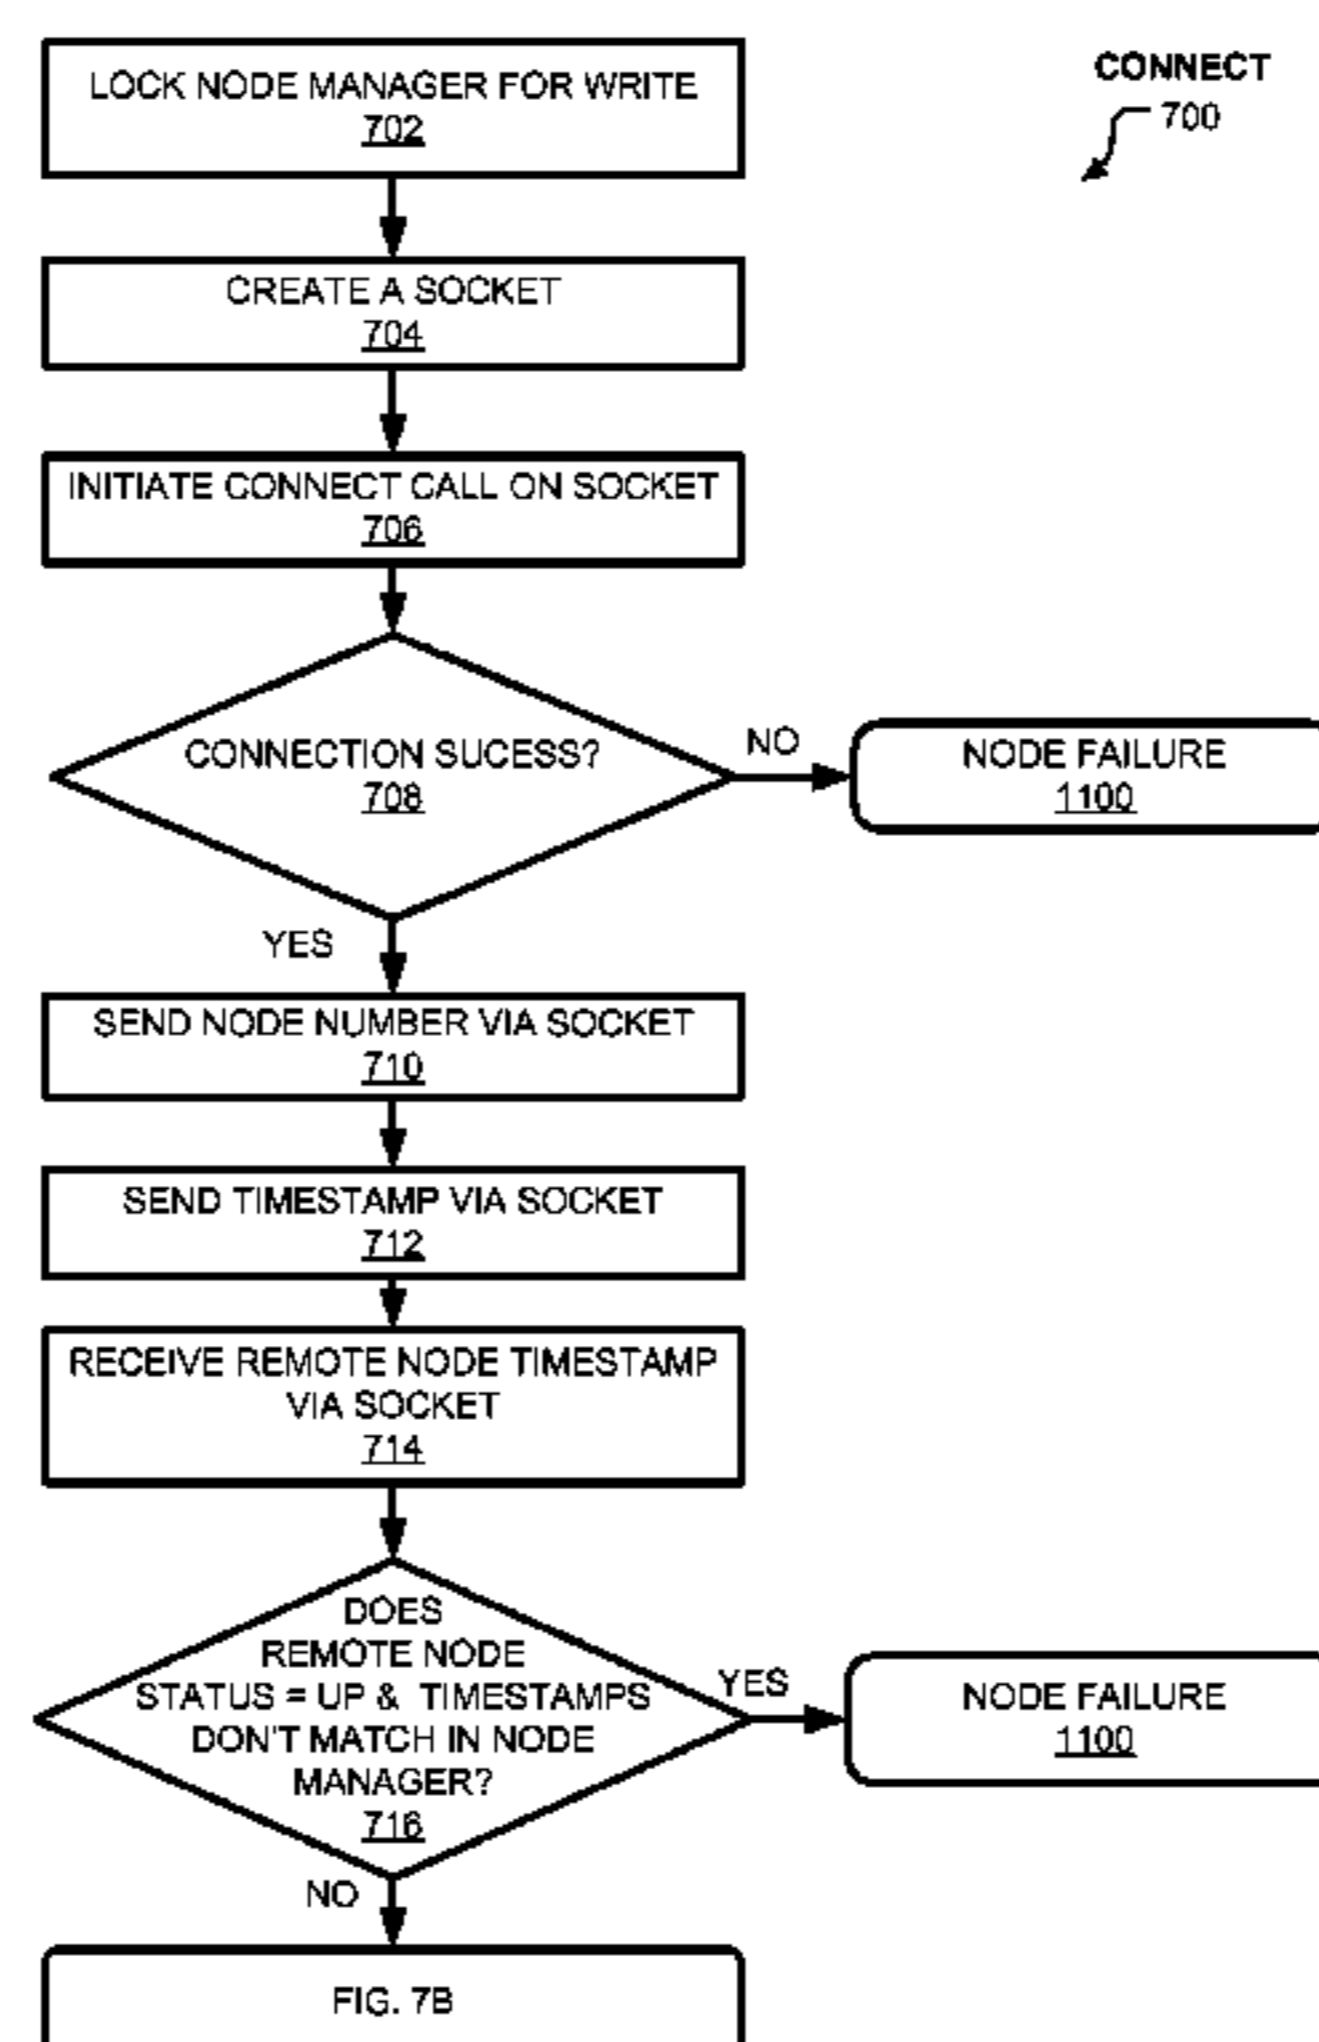 CONNECT
700
LOCK NODE MANAGER FOR WRITE
702
CREATE A SOCKET
704
INITIATE CONNECT CALL ON SOCKET
706
CONNECTION SUCESS?
708
NO
NODE FAILURE
1100
YES
SEND NODE NUMBER VIA SOCKET
710
SEND TIMESTAMP VIA SOCKET
712
RECEIVE REMOTE NODE TIMESTAMP
VIA SOCKET
714
DOES
REMOTE NODE
STATUS = UP & TIMESTAMPS
DON'T MATCH IN NODE
MANAGER?
716
YES
NODE FAILURE
1100
NO
FIG. 7B